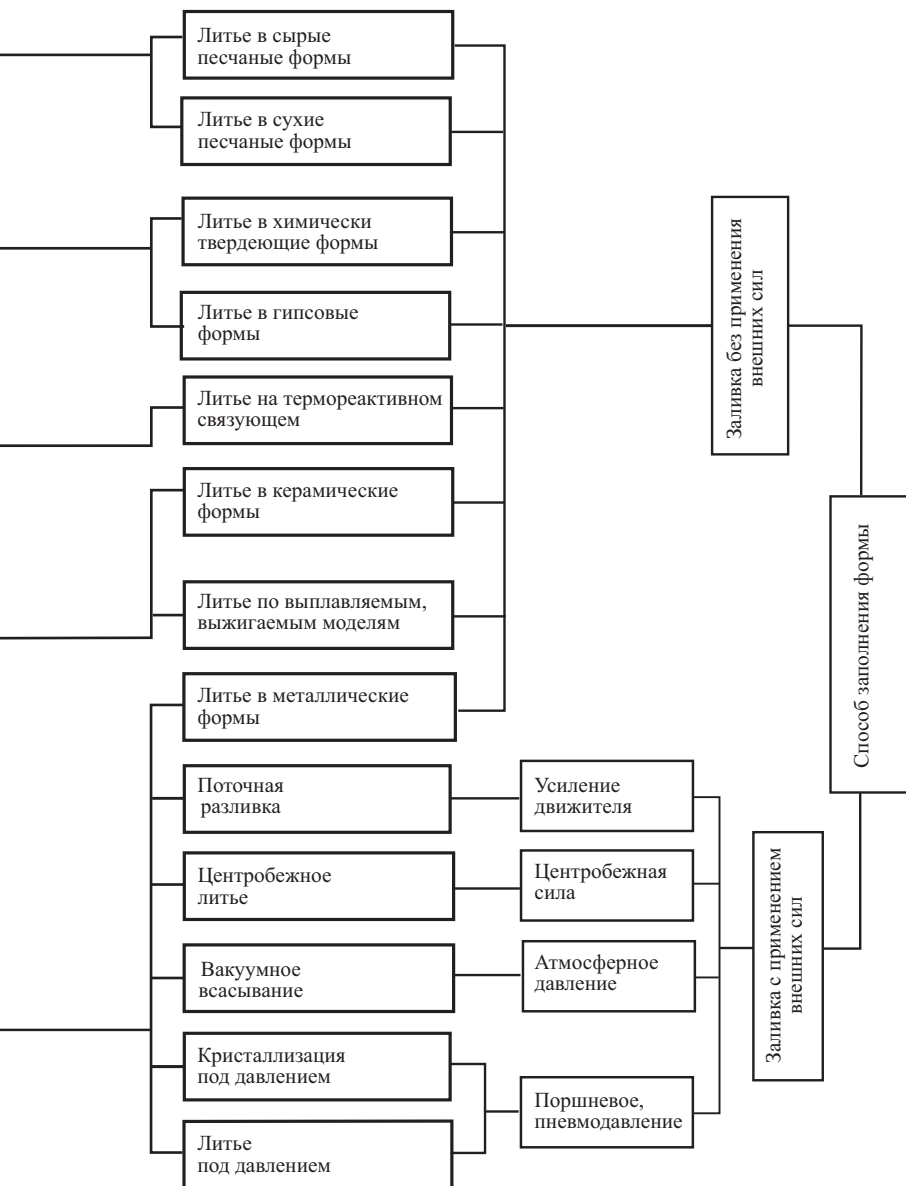 Литье в сырые
песчаные формы
Литье в сухие
песчаные формы
Литье в химически
твердеющие формы
Литье в гипсовые
формы
Литье на термореактивном
связующем
Литье в керамические
формы
Литье по выплавляемым,
выжигаемым моделям
Литье в металлические
формы
Поточная
разливка
Центробежное
литье
Вакуумное
всасывание
Кристаллизация
под давлением
Литье
под давлением
Усиление
движителя
Центробежная
сила
Атмосферное
давление
Поршневое,
пневмодавление
Заливка без применения
внешних сил
Заливка с применением
внешних сил
Способ заполнения формы